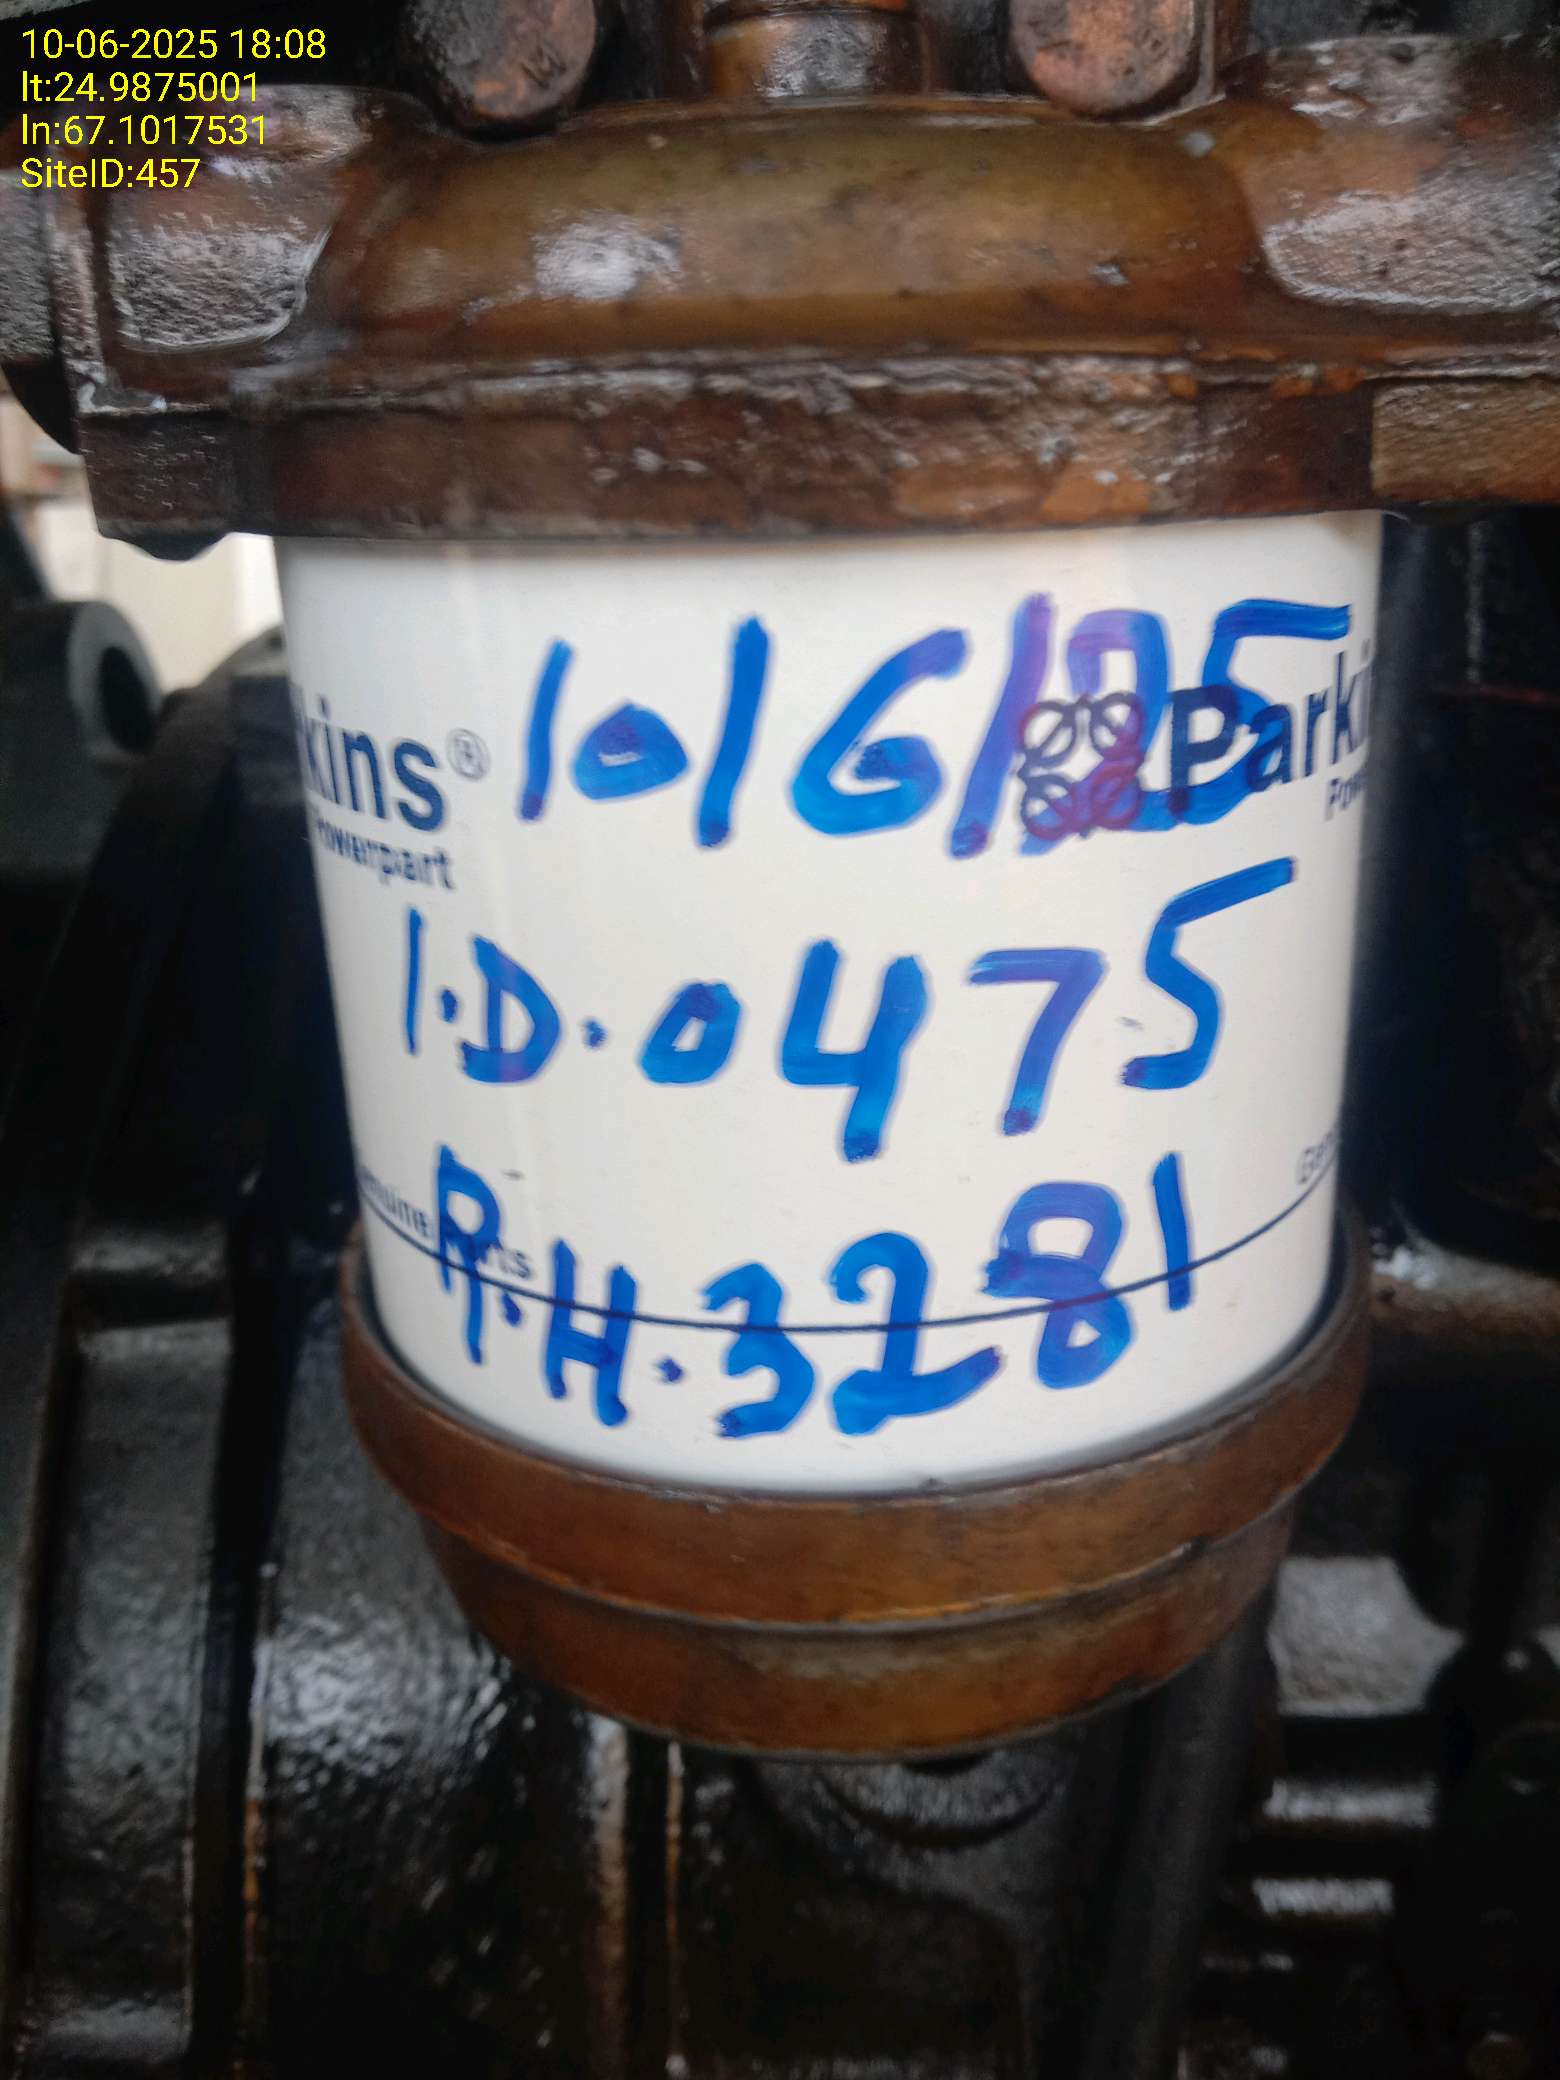 10-06-2025 18:08
lt:24.9875001
ln:67.1017531
SiteID:457
10/6/25
kins®
Powerpart
Parki
I.D.0475
R.H.3281